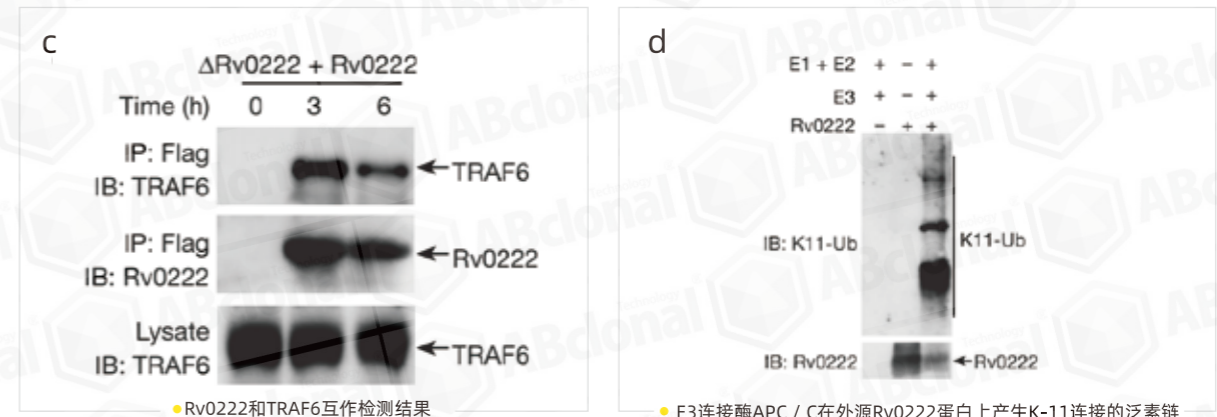 c
ΔRv0222 + Rv0222
Time (h) 0 3 6
IP: Flag
IB: TRAF6
TRAF6
IP: Flag
IB: Rv0222
Rv0222
Lysate
IB: TRAF6
TRAF6
Rv0222和TRAF6互作检测结果
d
E1 + E2 + - +
E3 + - +
Rv0222 - + +
IB: K11-Ub
K11-Ub
IB: Rv0222
Rv0222
E3连接酶APC / C在外源Rv0222蛋白上产生K-11连接的泛素链
ABclonal
Technology